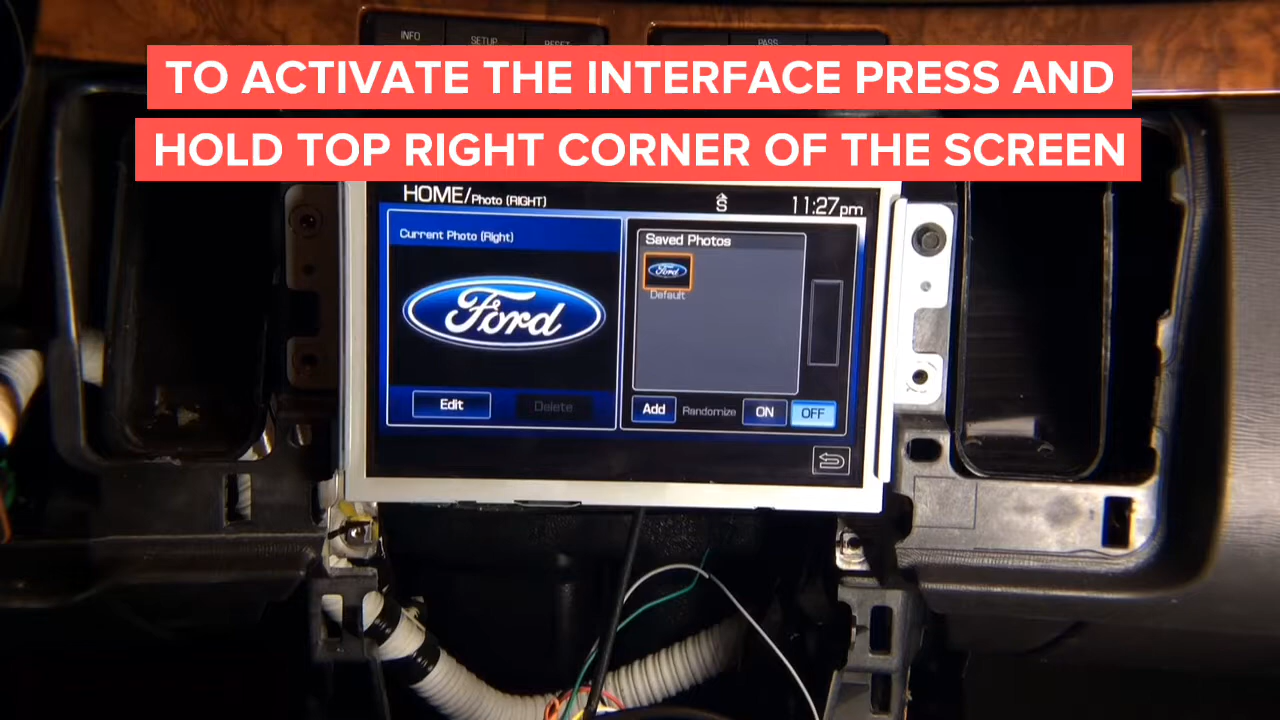 INFO
SETUP
RESET
PASS
TO ACTIVATE THE INTERFACE PRESS AND
HOLD TOP RIGHT CORNER OF THE SCREEN
HOME/Photo (RIGHT)
S
11:27pm
Current Photo (Right)
Ford
Edit
Delete
Saved Photos
Ford
Default
Add
Randomize
ON
OFF